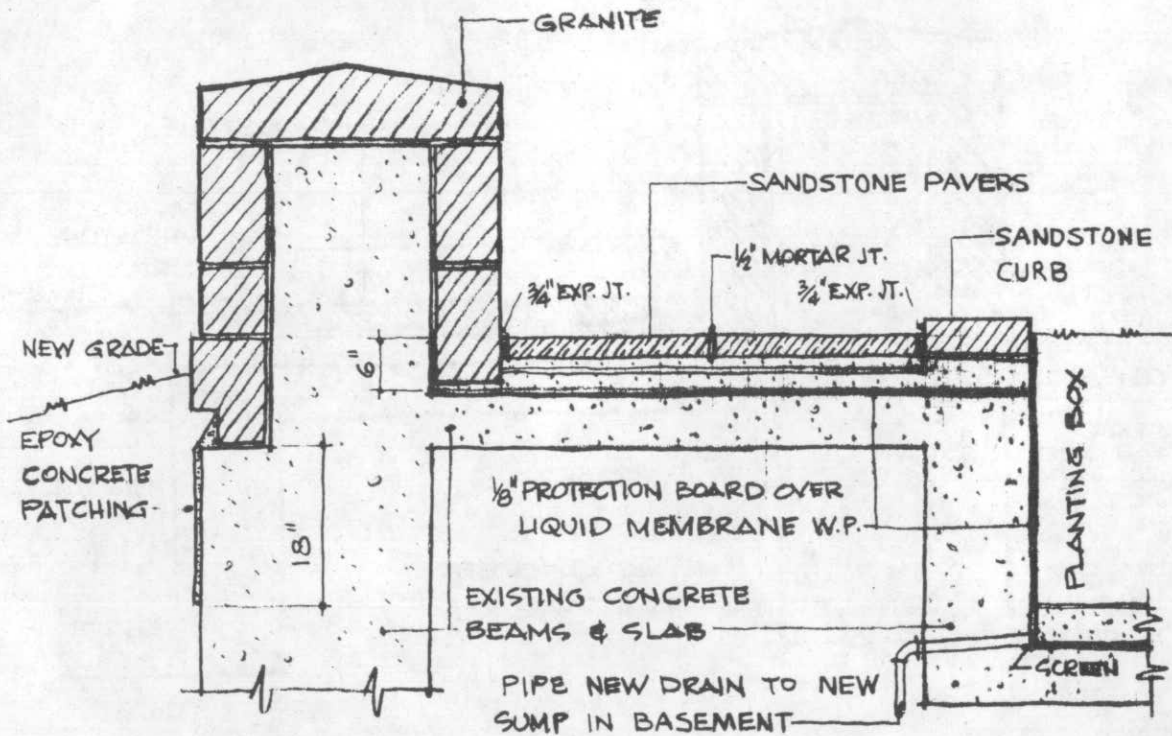 GRANITE
SANDSTONE PAVERS
SANDSTONE
CURB
1/2" MORTAR JT.
3/4" EXP. JT.
3/4" EXP. JT.
NEW GRADE
6"
EPOXY
CONCRETE
PATCHING
18"
1/8" PROTECTION BOARD OVER
LIQUID MEMBRANE W.P.
PLANTING BOX
EXISTING CONCRETE
BEAMS & SLAB
SCREEN
PIPE NEW DRAIN TO NEW
SUMP IN BASEMENT